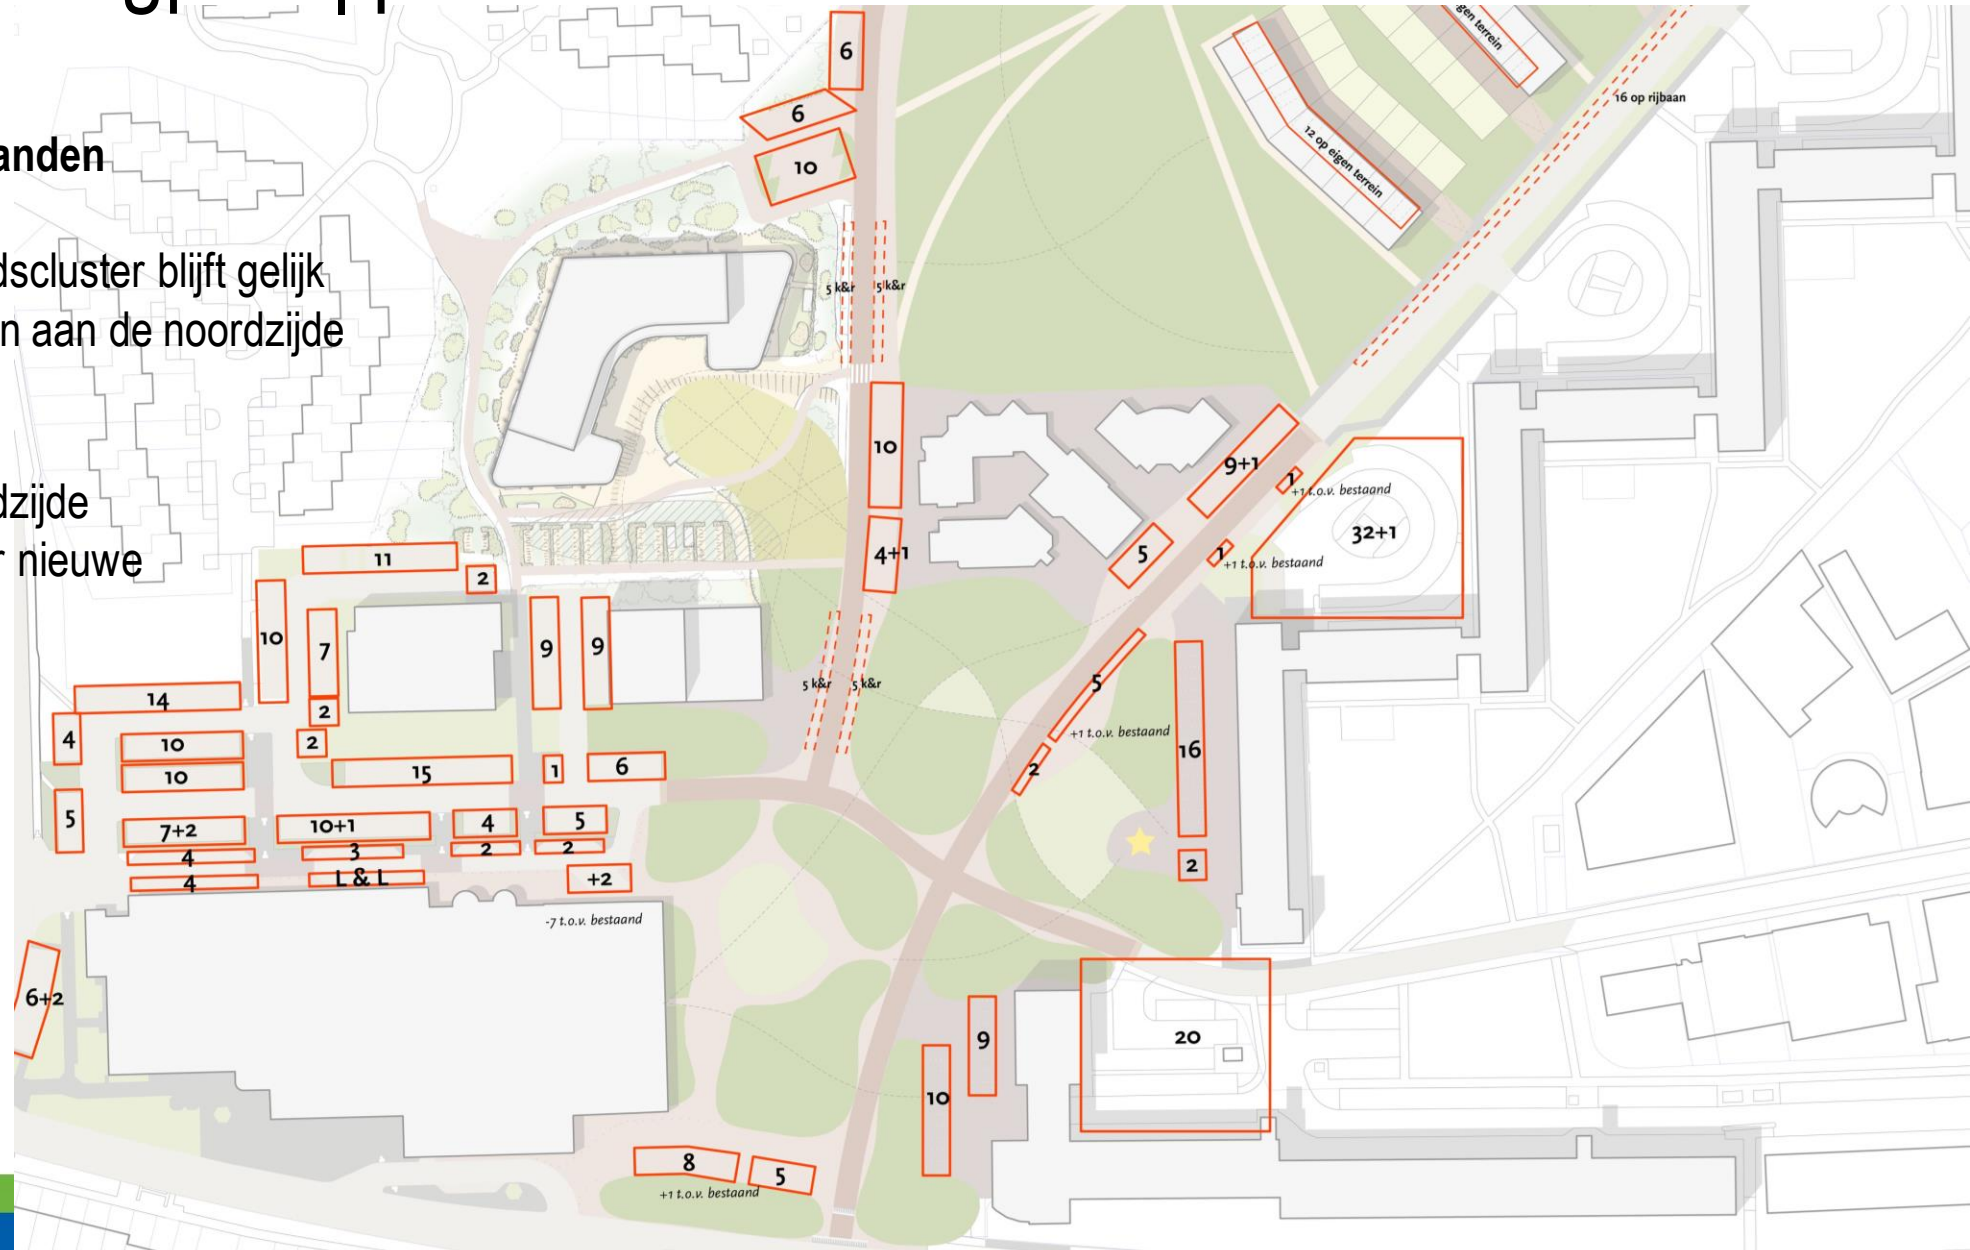 anden
dscluster blijft gelijk
n aan de noordzijde
dzijde
r nieuwe
6
6
10
gen terrein
16 op rijbaan
12 op eigen terrein
5 k&r
5 k&r
10
4+1
9+1
1
+1 t.o.v. bestaand
32+1
5
1
+1 t.o.v. bestaand
11
2
10
7
9
9
2
2
14
4
10
10
15
1
6
5 k&r
5 k&r
5
+1 t.o.v. bestaand
2
16
2
5
7+2
10+1
4
5
4
3
2
2
4
L & L
+2
-7 t.o.v. bestaand
6+2
9
20
10
8
5
+1 t.o.v. bestaand